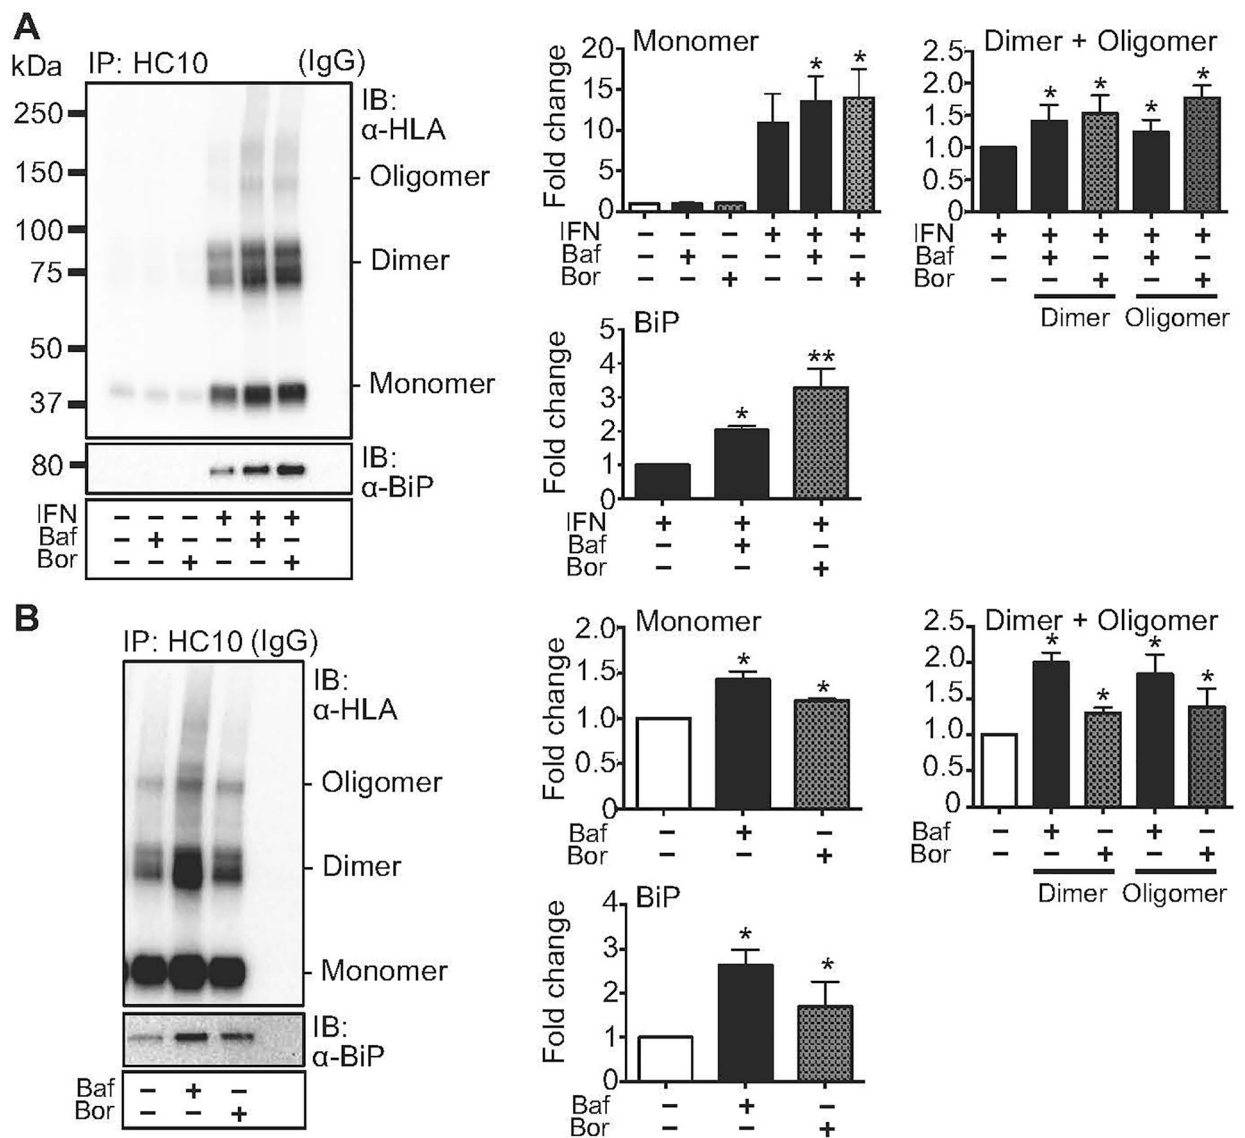 A
kDa
IP: HC10 (IgG)
250
150
100
75
50
37
80
IB:
α-HLA
Oligomer
Dimer
Monomer
IB:
α-BiP
IFN – – – + + +
Baf – + – – + –
Bor – – + – – +
Monomer
Fold change
20
15
10
5
0
* *
IFN – – – + + +
Baf – + – – + –
Bor – – + – – +
Dimer + Oligomer
2.5
2.0
1.5
1.0
0.5
0
* * * *
IFN + + + + +
Baf – + – + –
Bor – – + – +
Dimer Oligomer
BiP
Fold change
5
4
3
2
1
0
* **
IFN + + +
Baf – + –
Bor – – +
B
IP: HC10 (IgG)
IB:
α-HLA
Oligomer
Dimer
Monomer
IB:
α-BiP
Baf – + –
Bor – – +
Monomer
Fold change
2.0
1.5
1.0
0.5
0
* *
Baf – + –
Bor – – +
Dimer + Oligomer
2.5
2.0
1.5
1.0
0.5
0
* * * *
Baf – + – + –
Bor – – + – +
Dimer Oligomer
BiP
Fold change
4
3
2
1
0
* *
Baf – + –
Bor – – +